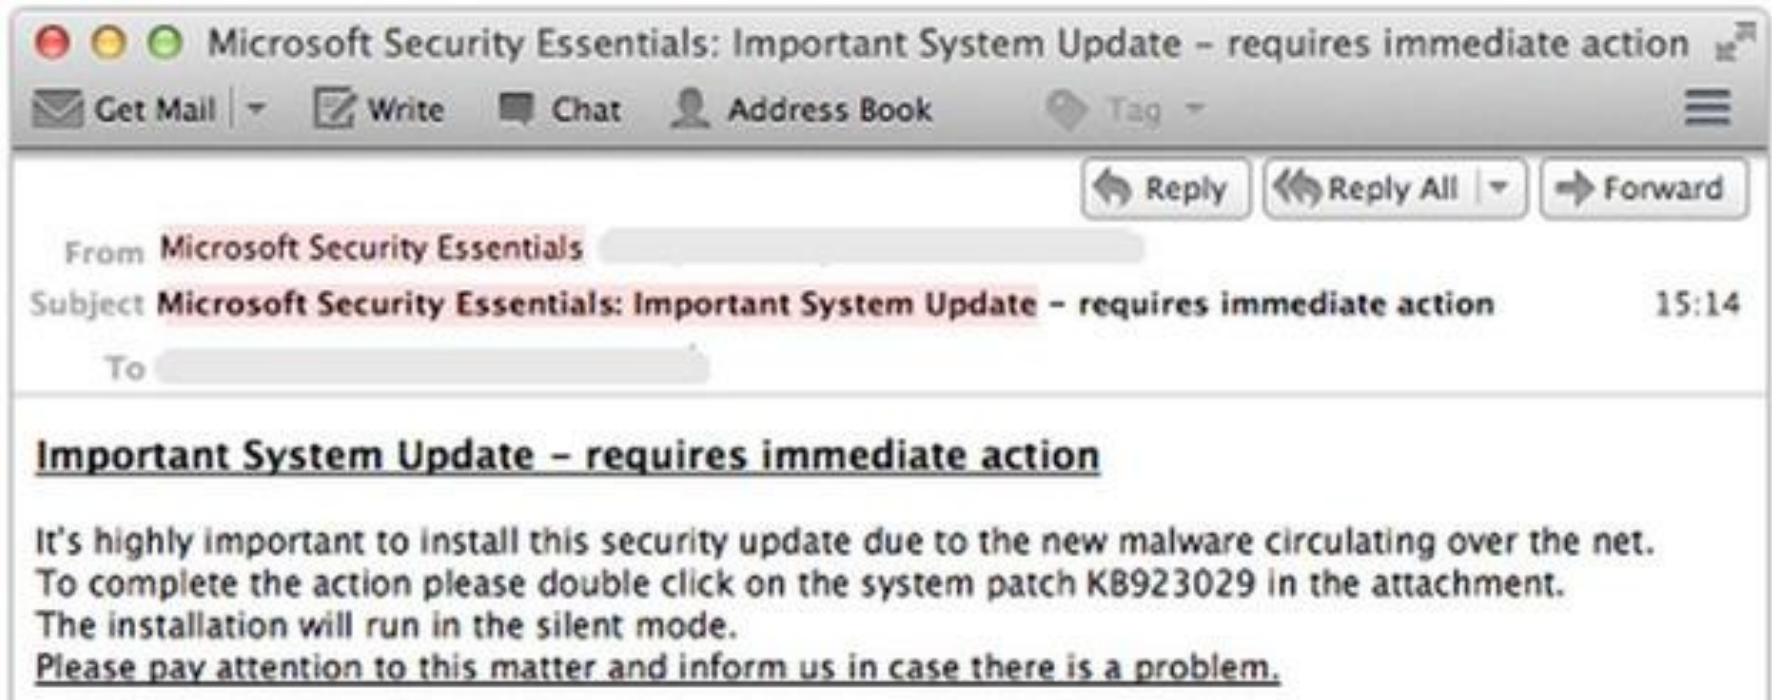 Microsoft Security Essentials: Important System Update – requires immediate action
Get Mail Write Chat Address Book Tag
Reply Reply All Forward
From Microsoft Security Essentials
Subject Microsoft Security Essentials: Important System Update – requires immediate action 15:14
To
Important System Update – requires immediate action
It's highly important to install this security update due to the new malware circulating over the net.
To complete the action please double click on the system patch KB923029 in the attachment.
The installation will run in the silent mode.
Please pay attention to this matter and inform us in case there is a problem.